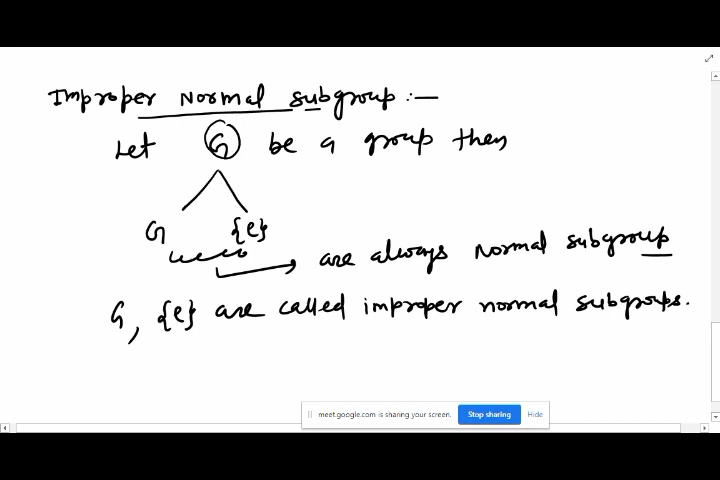 Improper Normal subgroup :—
Let G be a group then
G {e}
are always Normal subgroup
G, {e} are called improper normal subgroups.
meet.google.com is sharing your screen. Stop sharing Hide